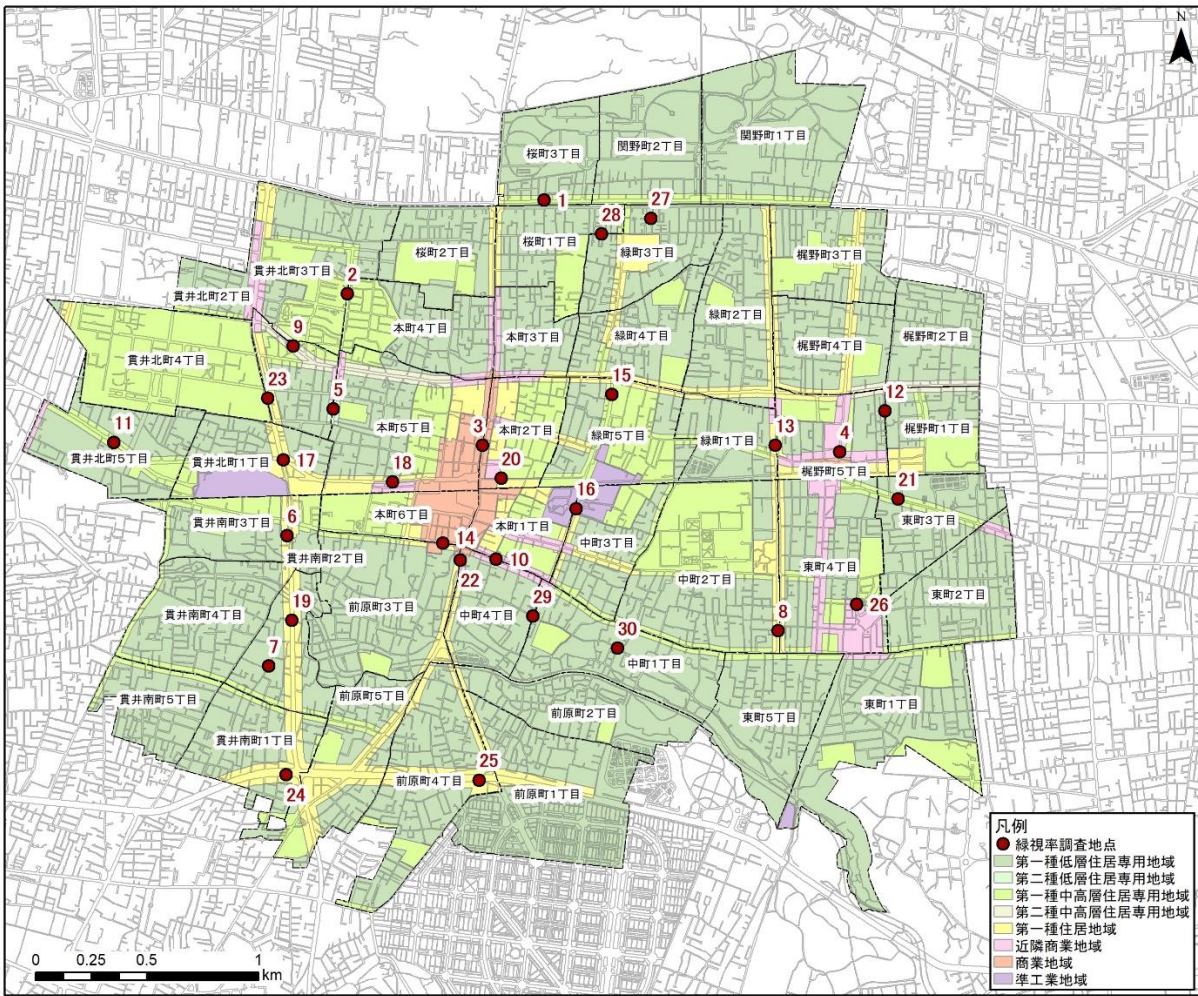 N
関野町1丁目
関野町2丁目
桜町3丁目
1
27
28
桜町2丁目
桜町1丁目
緑町3丁目
梶野町3丁目
貫井北町3丁目
2
貫井北町2丁目
本町4丁目
緑町2丁目
本町3丁目
緑町4丁目
梶野町2丁目
9
梶野町4丁目
貫井北町4丁目
23
15
5
12
本町5丁目
本町2丁目
梶野町1丁目
11
3
緑町5丁目
緑町1丁目
13
4
貫井北町5丁目
貫井北町1丁目
17
18
20
梶野町5丁目
16
21
本町6丁目
本町1丁目
東町3丁目
貫井南町3丁目
6
中町3丁目
14
貫井南町2丁目
10
22
東町4丁目
中町2丁目
前原町3丁目
東町2丁目
19
貫井南町4丁目
中町4丁目
29
26
8
30
7
中町1丁目
前原町5丁目
貫井南町5丁目
東町1丁目
前原町2丁目
東町5丁目
貫井南町1丁目
25
24
前原町4丁目
前原町1丁目
凡例
緑視率調査地点
第一種低層住居専用地域
第二種低層住居専用地域
第一種中高層住居専用地域
第二種中高層住居専用地域
第一種住居地域
近隣商業地域
商業地域
準工業地域
0 0.25 0.5 1
km